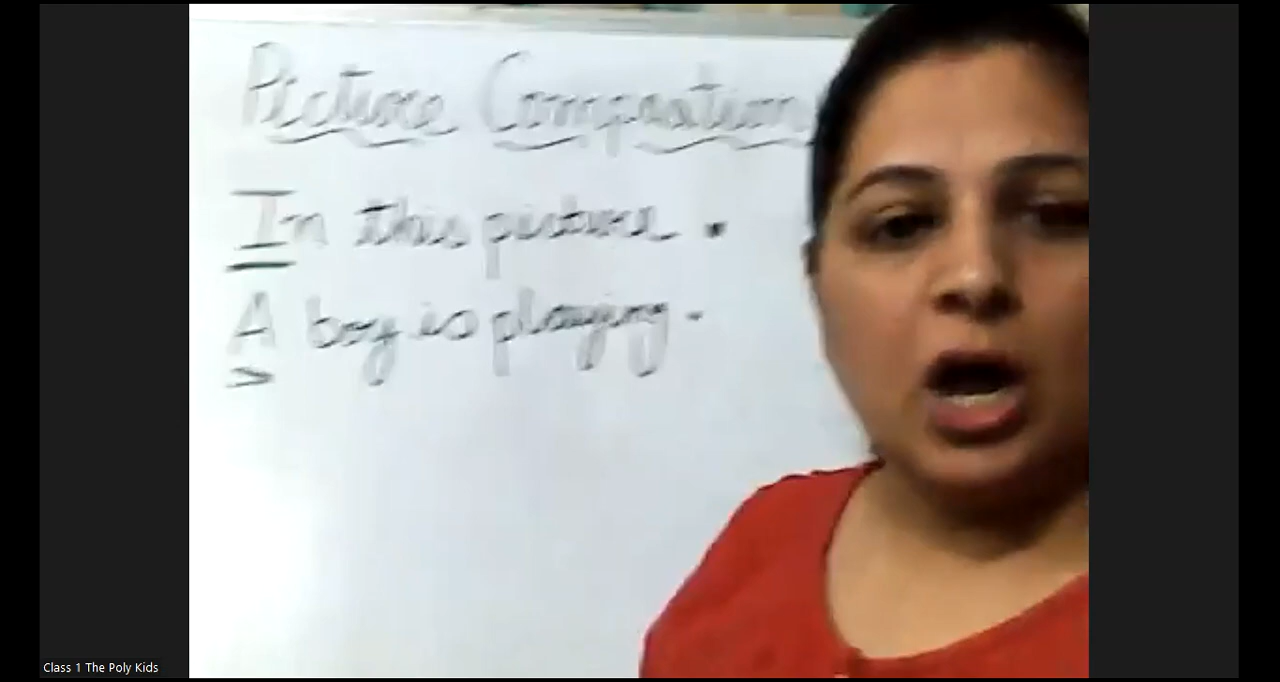 Picture Composition
In this picture.
A boy is playing.
Class 1 The Poly Kids